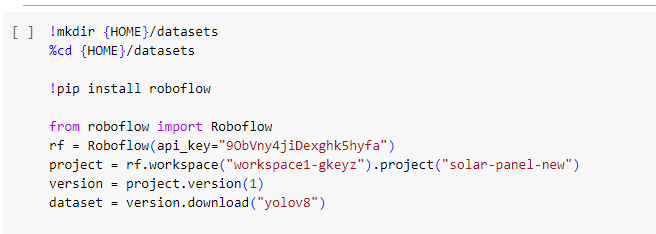 [ ] !mkdir {HOME}/datasets
%cd {HOME}/datasets
!pip install roboflow
from roboflow import Roboflow
rf = Roboflow(api_key="9ObVny4jiDexghk5hyfa")
project = rf.workspace("workspace1-gkeyz").project("solar-panel-new")
version = project.version(1)
dataset = version.download("yolov8")